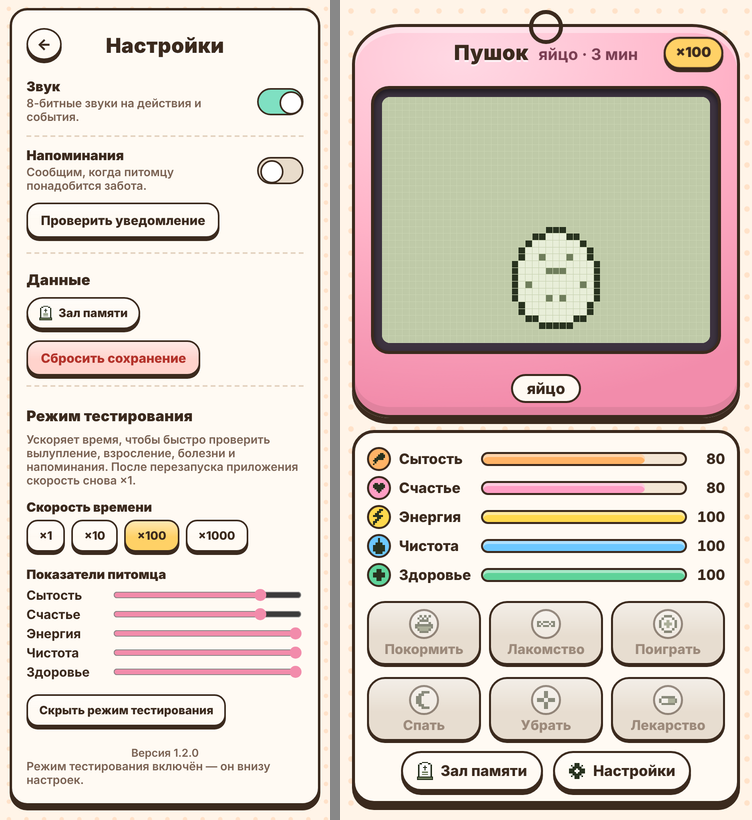 Настройки
Звук
8-битные звуки на действия и
события.
Напоминания
Сообщим, когда питомцу
понадобится забота.
Проверить уведомление
Данные
Зал памяти
Сбросить сохранение
Режим тестирования
Ускоряет время, чтобы быстро проверить
вылупление, взросление, болезни и
напоминания. После перезапуска приложения
скорость снова ×1.
Скорость времени
×1 ×10 ×100 ×1000
Показатели питомца
Сытость
Счастье
Энергия
Чистота
Здоровье
Скрыть режим тестирования
Версия 1.2.0
Режим тестирования включён — он внизу
настроек.
Пушок яйцо · 3 мин ×100
яйцо
Сытость 80
Счастье 80
Энергия 100
Чистота 100
Здоровье 100
Покормить Лакомство Поиграть
Спать Убрать Лекарство
Зал памяти Настройки